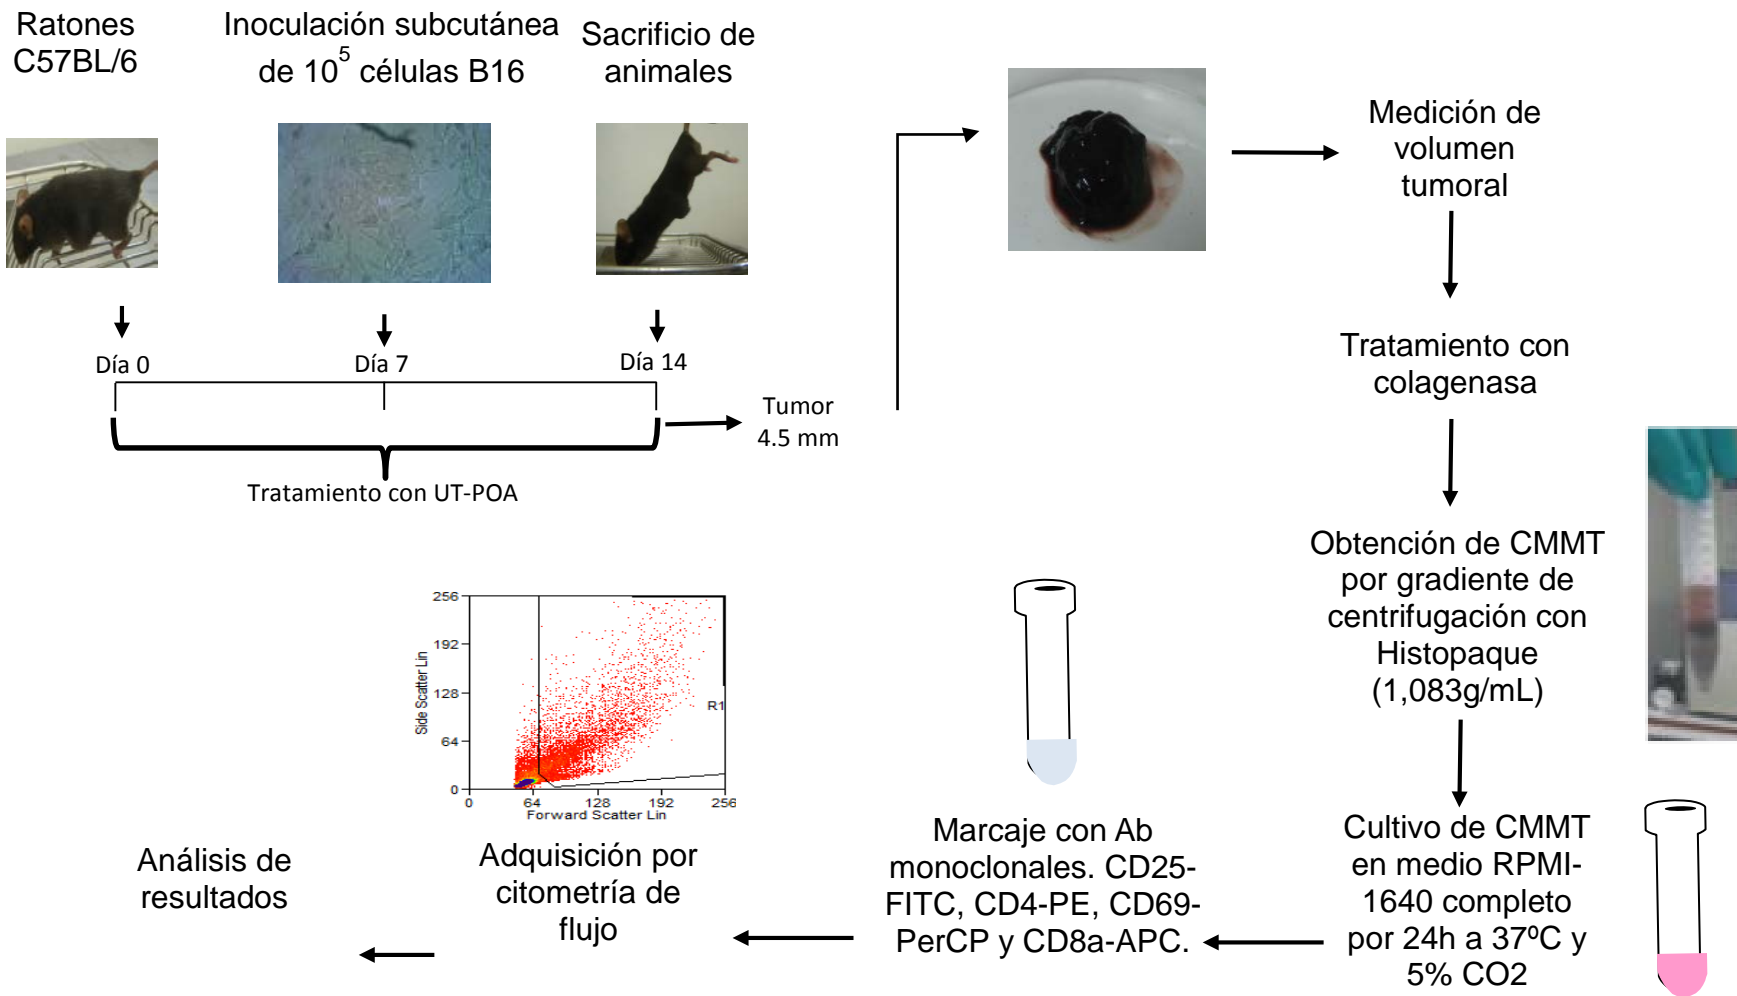 Ratones
C57BL/6
Inoculación subcutánea
de 10^5 células B16
Sacrificio de
animales
Día 0
Día 7
Día 14
Tratamiento con UT-POA
Tumor
4.5 mm
Medición de
volumen
tumoral
Tratamiento con
colagenasa
Obtención de CMMT
por gradiente de
centrifugación con
Histopaque
(1,083g/mL)
Cultivo de CMMT
en medio RPMI-
1640 completo
por 24h a 37ºC y
5% CO2
Marcaje con Ab
monoclonales. CD25-
FITC, CD4-PE, CD69-
PerCP y CD8a-APC.
256
192
128
64
0
Side Scatter Lin
R1
0 64 128 192 256
Forward Scatter Lin
Adquisición por
citometría de
flujo
Análisis de
resultados